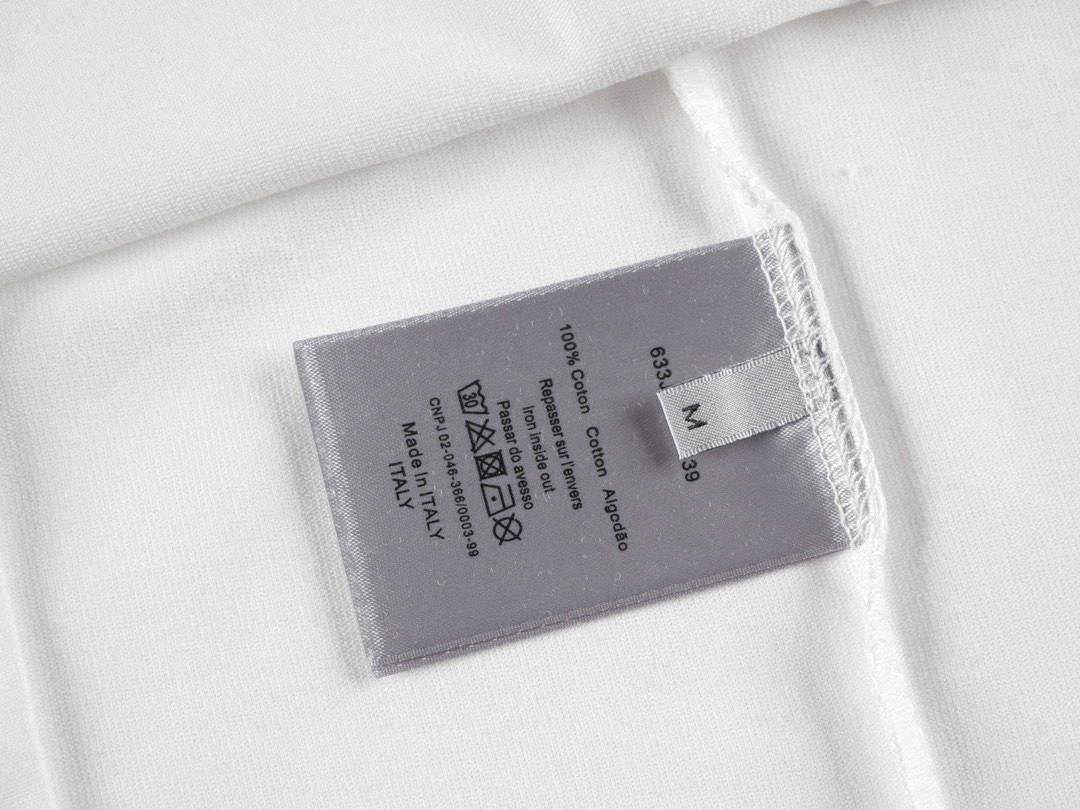 633J
M
39
100% Coton Cotton Algodão
Repasser sur l'envers
Iron inside out
Passar do avesso
30
CNPJ 02-046-366/0003-99
Made In ITALY
ITALY